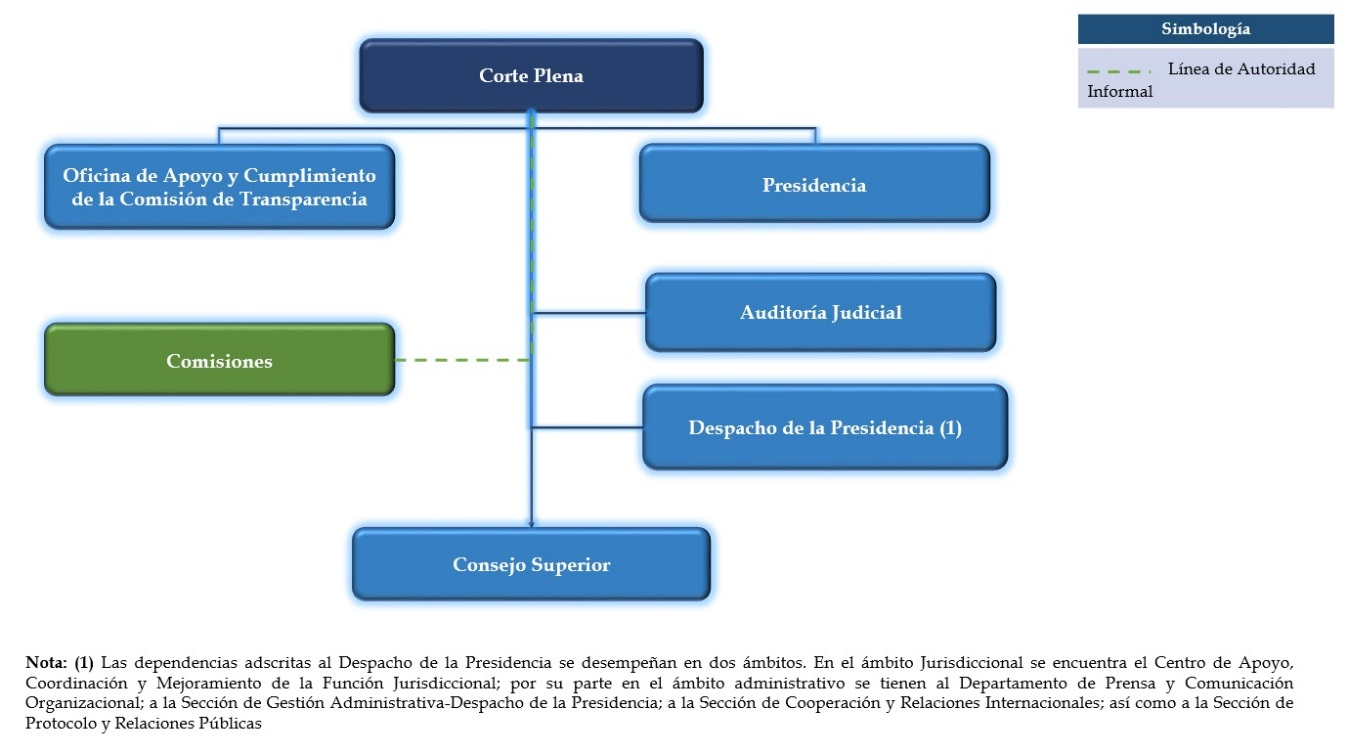 Simbología
Línea de Autoridad
Informal
Corte Plena
Oficina de Apoyo y Cumplimiento
de la Comisión de Transparencia
Presidencia
Auditoría Judicial
Comisiones
Despacho de la Presidencia (1)
Consejo Superior
Nota: (1) Las dependencias adscritas al Despacho de la Presidencia se desempeñan en dos ámbitos. En el ámbito Jurisdiccional se encuentra el Centro de Apoyo,
Coordinación y Mejoramiento de la Función Jurisdiccional; por su parte en el ámbito administrativo se tienen al Departamento de Prensa y Comunicación
Organizacional; a la Sección de Gestión Administrativa-Despacho de la Presidencia; a la Sección de Cooperación y Relaciones Internacionales; así como a la Sección de
Protocolo y Relaciones Públicas